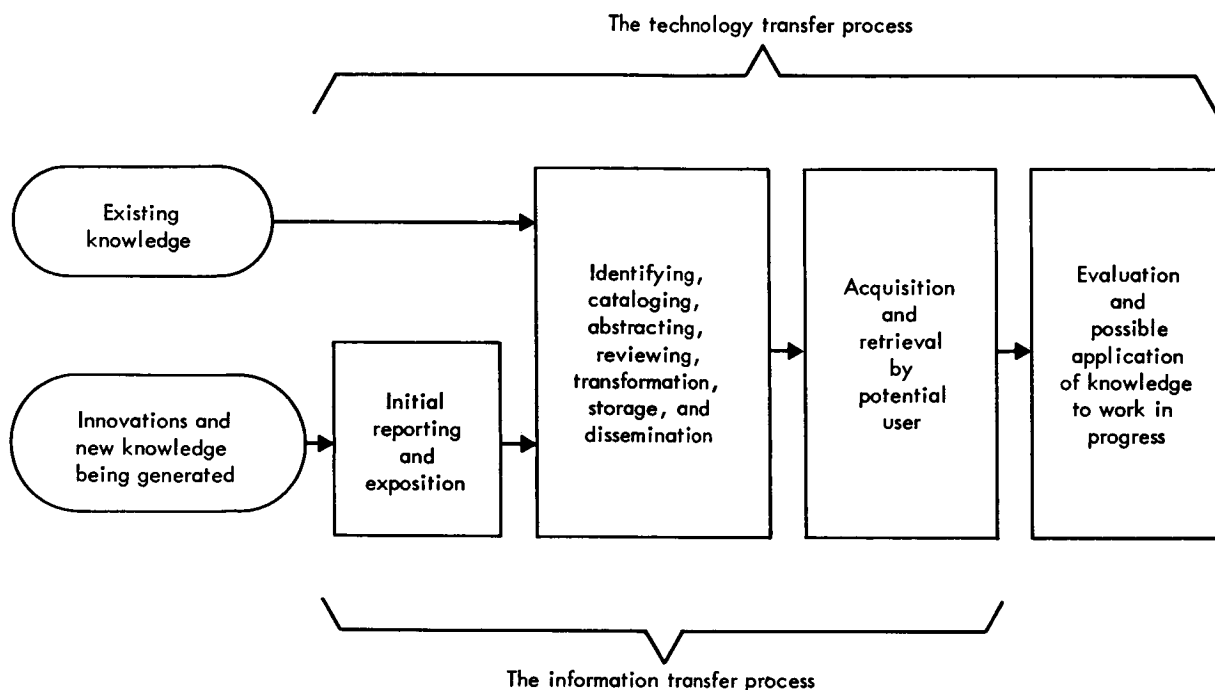 The technology transfer process
Existing
knowledge
Innovations and
new knowledge
being generated
Initial
reporting
and
exposition
Identifying,
cataloging,
abstracting,
reviewing,
transformation,
storage, and
dissemination
Acquisition
and
retrieval
by
potential
user
Evaluation
and
possible
application
of knowledge
to work in
progress
The information transfer process